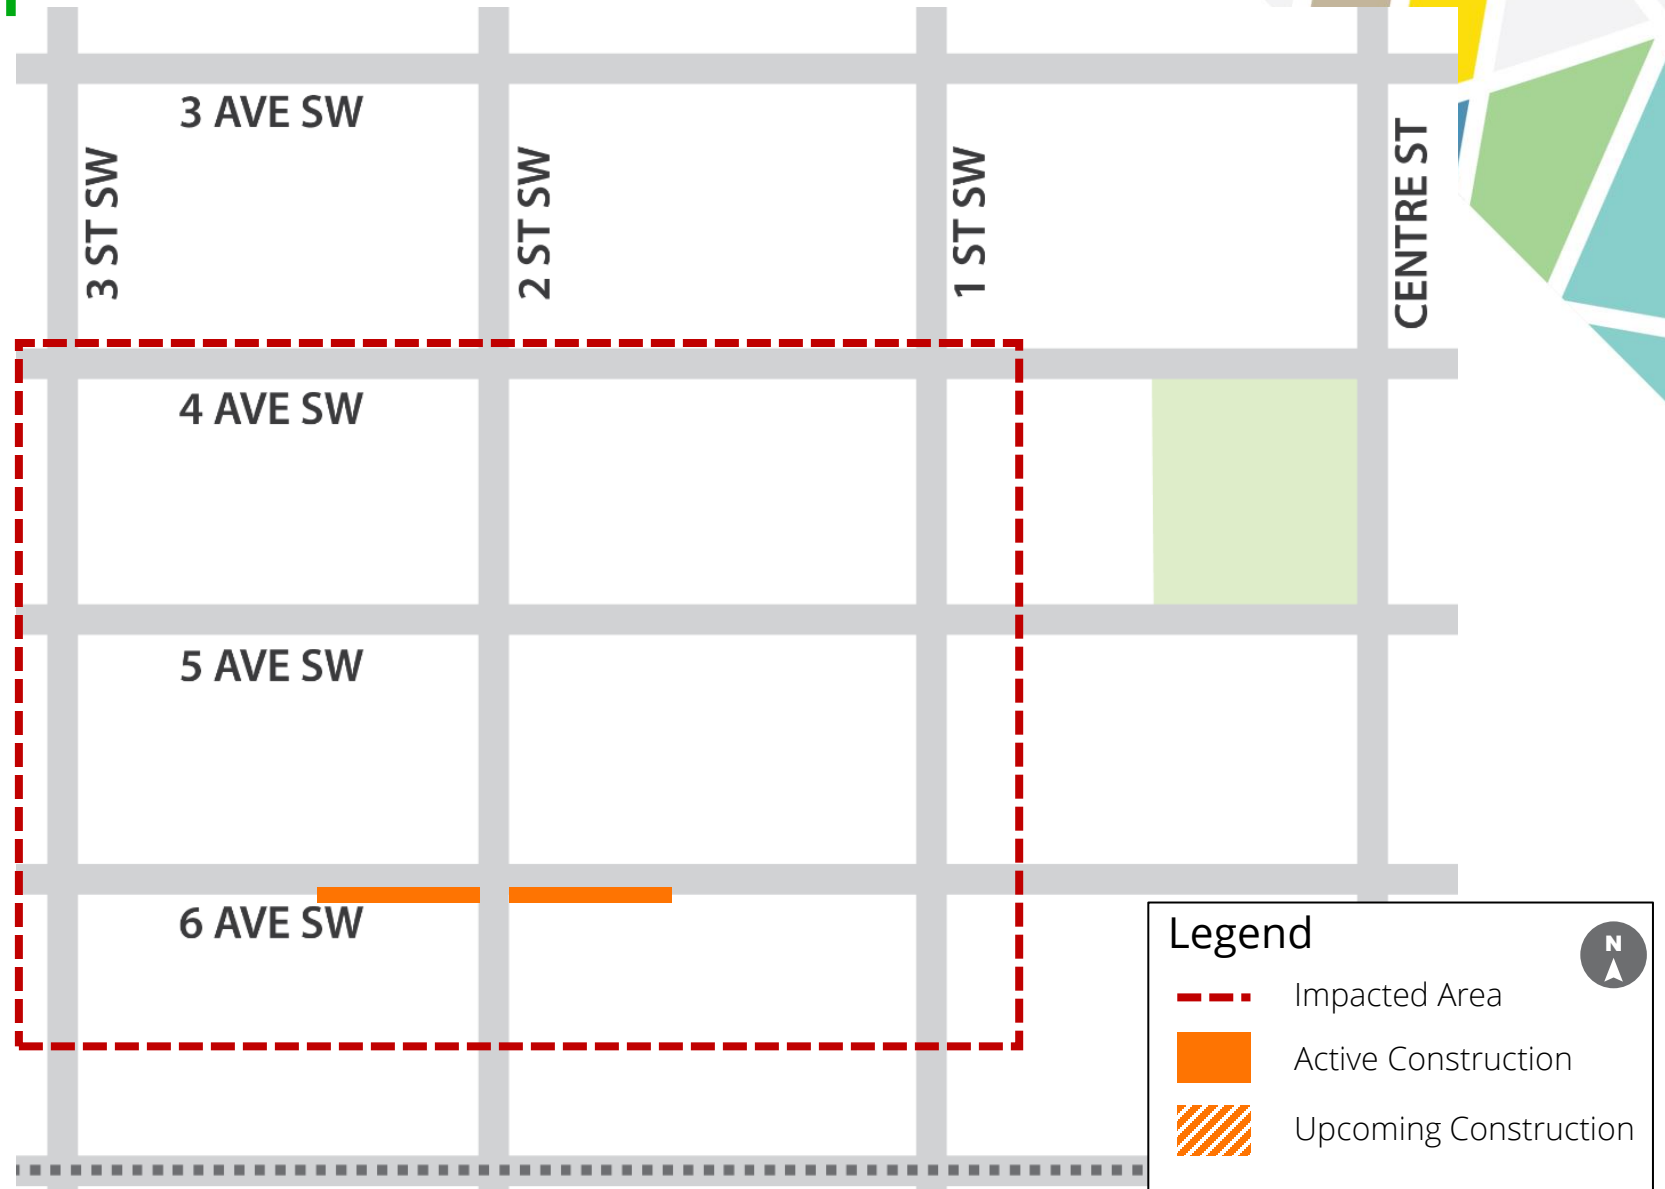 3 AVE SW
3 ST SW
2 ST SW
1 ST SW
CENTRE ST
4 AVE SW
5 AVE SW
6 AVE SW
Legend
N
Impacted Area
Active Construction
Upcoming Construction